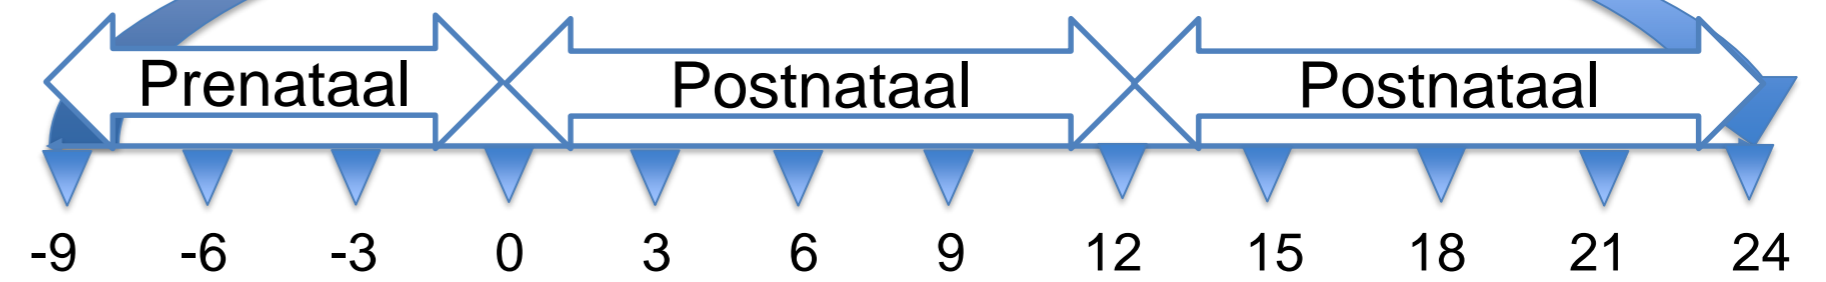 Prenataal Postnataal Postnataal
-9 -6 -3 0 3 6 9 12 15 18 21 24